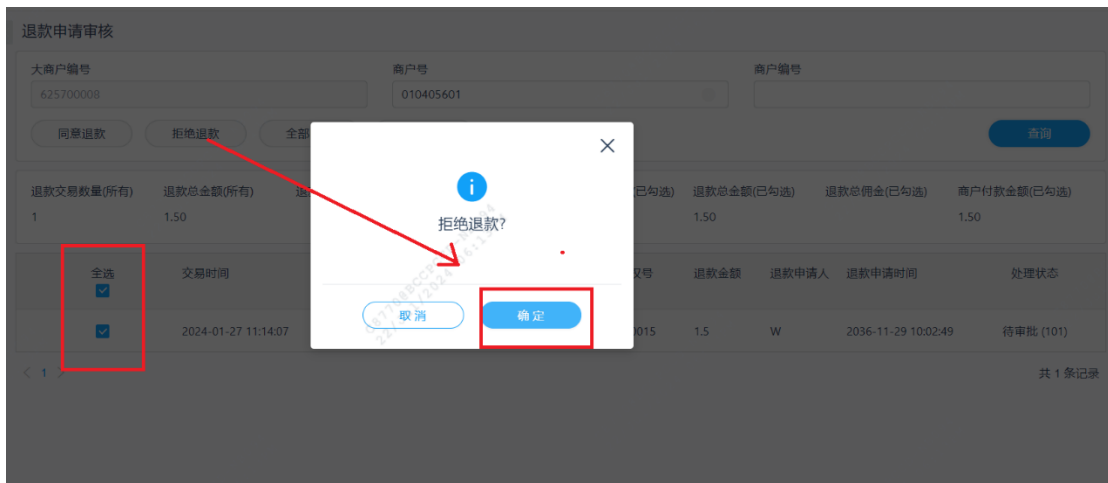 退款申请审核
大商户编号 商户号 商户编号
625700008 010405601
同意退款 拒绝退款 全部 查询
退款交易数量(所有) 退款总金额(所有) 已勾选) 退款总金额(已勾选) 退款总佣金(已勾选) 商户付款金额(已勾选)
1 1.50 1.50 1.50
拒绝退款?
全选 交易时间 号 退款金额 退款申请人 退款申请时间 处理状态
取消 确定
2024-01-27 11:14:07 0015 1.5 W 2036-11-29 10:02:49 待审批 (101)
< 1 > 共 1 条记录